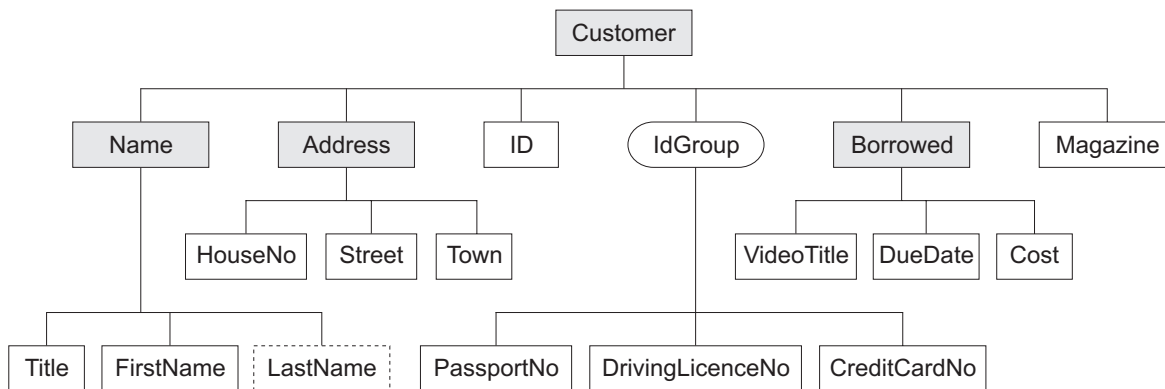 Customer
Name Address ID IdGroup Borrowed Magazine
HouseNo Street Town VideoTitle DueDate Cost
Title FirstName LastName PassportNo DrivingLicenceNo CreditCardNo